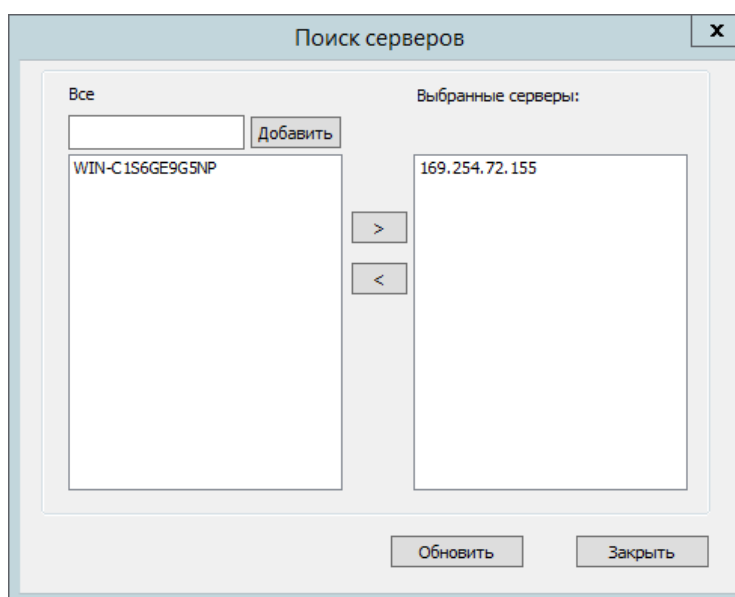 Поиск серверов
x
Все
Выбранные серверы:
Добавить
WIN-C1S6GE9G5NP
169.254.72.155
>
<
Обновить
Закрыть